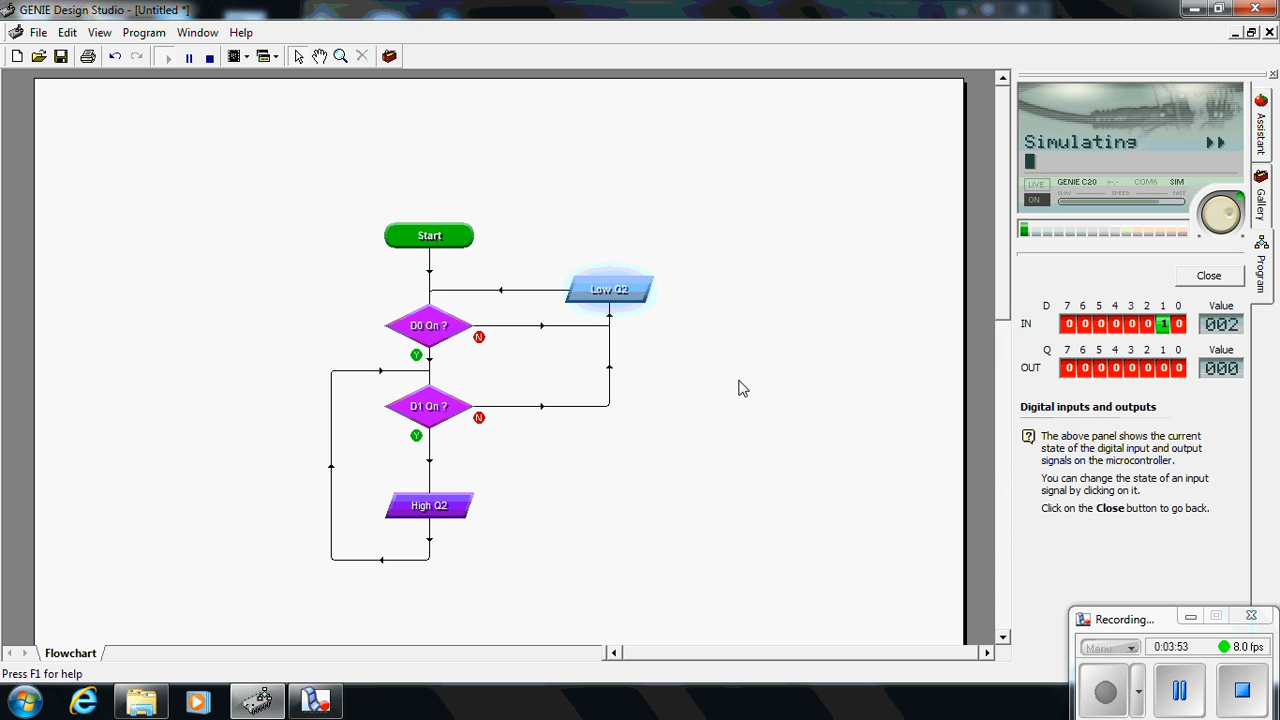 GENIE Design Studio - [Untitled *]
File Edit View Program Window Help
Simulating
LIVE GENIE C20 v-.- COM6 SIM
ON SLOW SPEED FAST
Assistant
Gallery
Program
Close
Start
Low Q2
D0 On ?
N
Y
D1 On ?
N
Y
High Q2
D 7 6 5 4 3 2 1 0 Value
IN 0 0 0 0 0 0 1 0 002
Q 7 6 5 4 3 2 1 0 Value
OUT 0 0 0 0 0 0 0 0 000
Digital inputs and outputs
? The above panel shows the current
state of the digital input and output
signals on the microcontroller.
You can change the state of an input
signal by clicking on it.
Click on the Close button to go back.
Flowchart
Press F1 for help
Recording...
Menu 0:03:53 8.0 fps